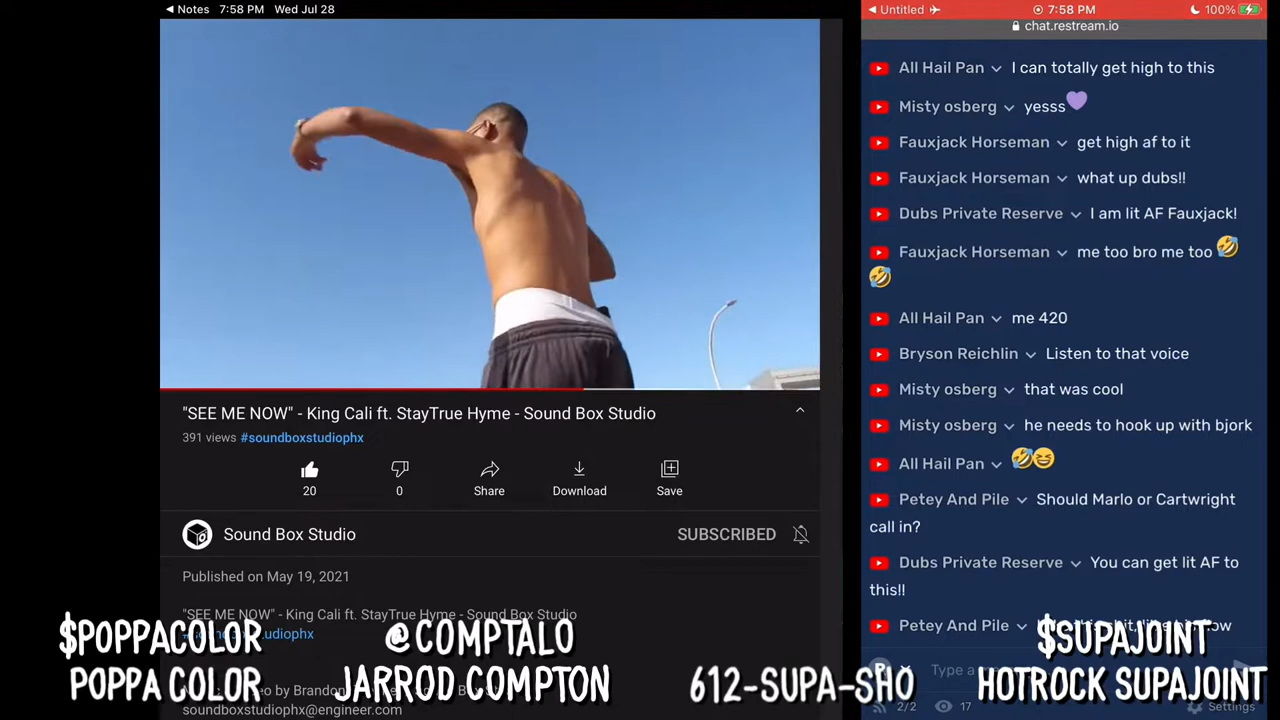 Notes 7:58 PM Wed Jul 28
"SEE ME NOW" - King Cali ft. StayTrue Hyme - Sound Box Studio
391 views #soundboxstudiophx
20 0 Share Download Save
Sound Box Studio SUBSCRIBED
Published on May 19, 2021
"SEE ME NOW" - King Cali ft. StayTrue Hyme - Sound Box Studio
soundboxstudiophx@engineer.com
Untitled 7:58 PM 100%
chat.restream.io
All Hail Pan I can totally get high to this
Misty osberg yesss💜
Fauxjack Horseman get high af to it
Fauxjack Horseman what up dubs!!
Dubs Private Reserve I am lit AF Fauxjack!
Fauxjack Horseman me too bro me too 🤣
🤣
All Hail Pan me 420
Bryson Reichlin Listen to that voice
Misty osberg that was cool
Misty osberg he needs to hook up with bjork
All Hail Pan 🤣😆
Petey And Pile Should Marlo or Cartwright
call in?
Dubs Private Reserve You can get lit AF to
this!!
Petey And Pile
2/2 17 Settings
$POPPACOLOR @COMPTALO $SUPAJOINT
POPPA COLOR JARROD COMPTON 612-SUPA-SHO HOTROCK SUPAJOINT